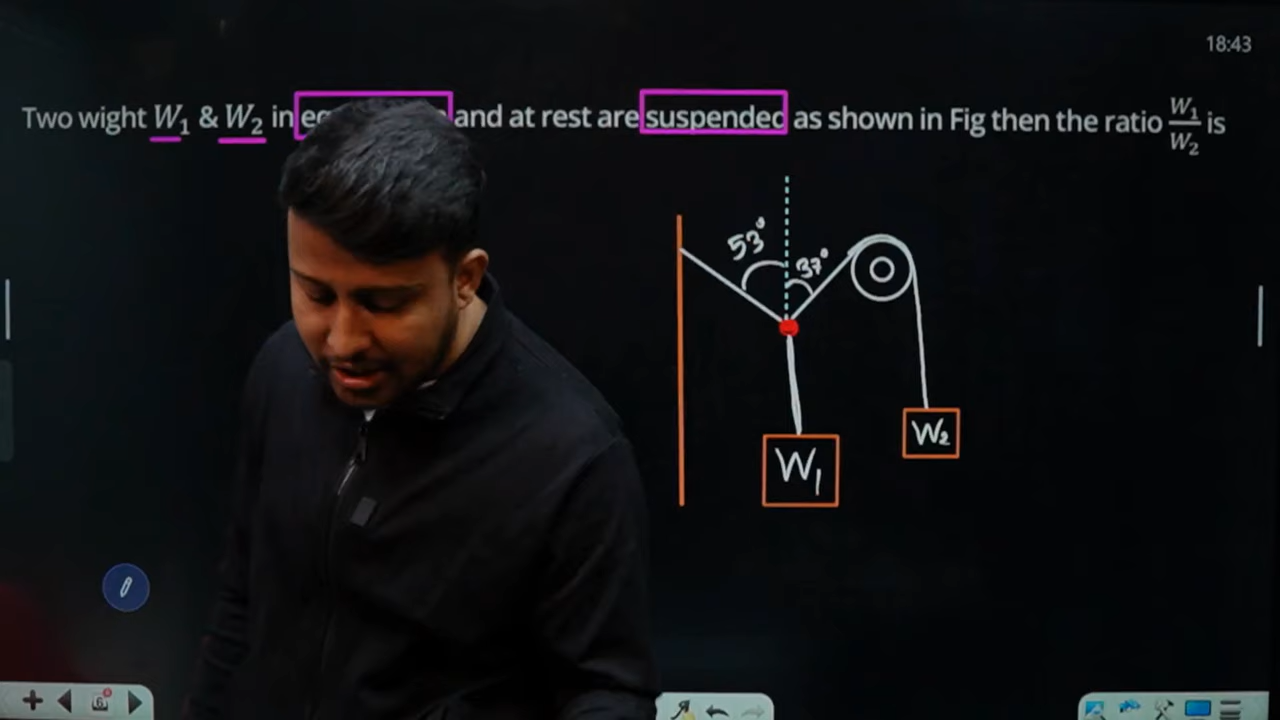 18:43
Two wight W₁ & W₂ in and at rest are suspended as shown in Fig then the ratio W₁/W₂ is
53° 37°
W₂
W₁